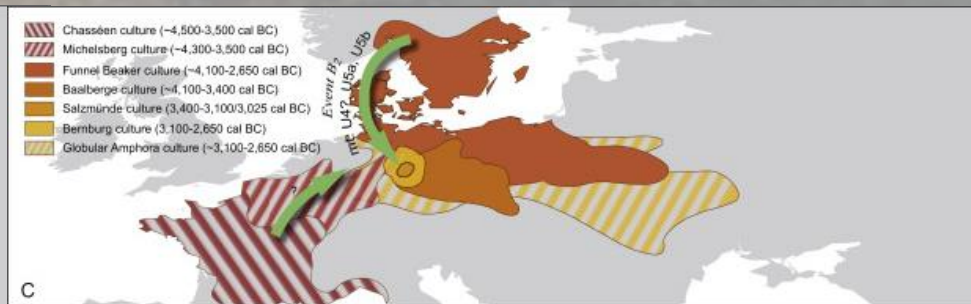 Chasséen culture (~4,500-3,500 cal BC)
Michelsberg culture (~4,300-3,500 cal BC)
Funnel Beaker culture (~4,100-2,650 cal BC)
Baalberge culture (~4,100-3,400 cal BC)
Salzmünde culture (3,400-3,100/3,025 cal BC)
Bernburg culture (3,100-2,650 cal BC)
Globular Amphora culture (~3,100-2,650 cal BC)
Event B2
mt U4?, U5a, U5b
?
C